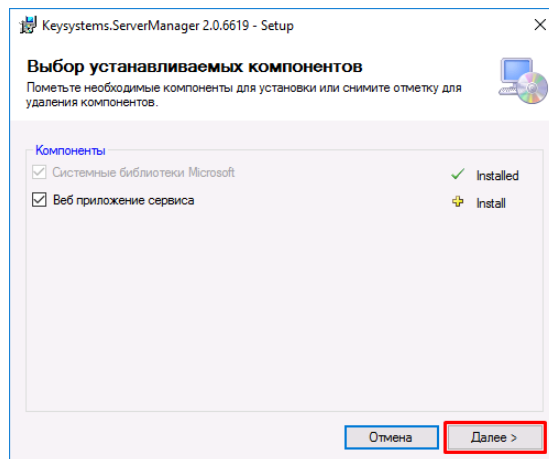 Keysystems.ServerManager 2.0.6619 - Setup
Выбор устанавливаемых компонентов
Пометьте необходимые компоненты для установки или снимите отметку для
удаления компонентов.
Компоненты
Системные библиотеки Microsoft
Installed
Веб приложение сервиса
Install
Отмена
Далее >